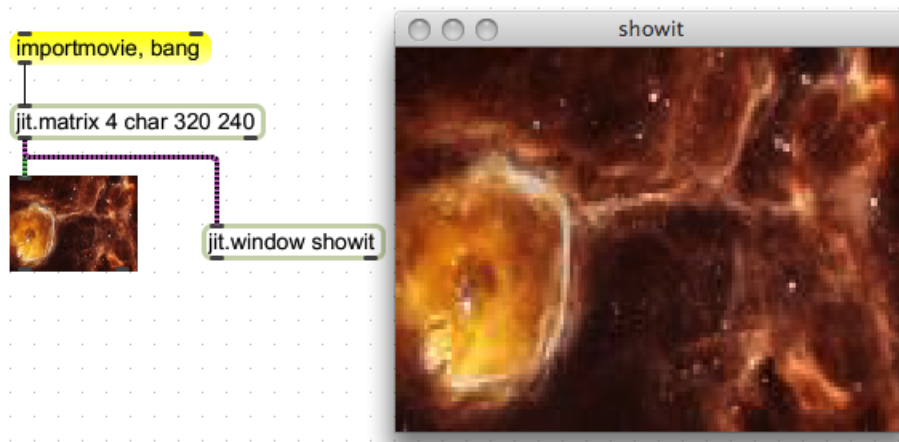 importmovie, bang
showit
jit.matrix 4 char 320 240
jit.window showit